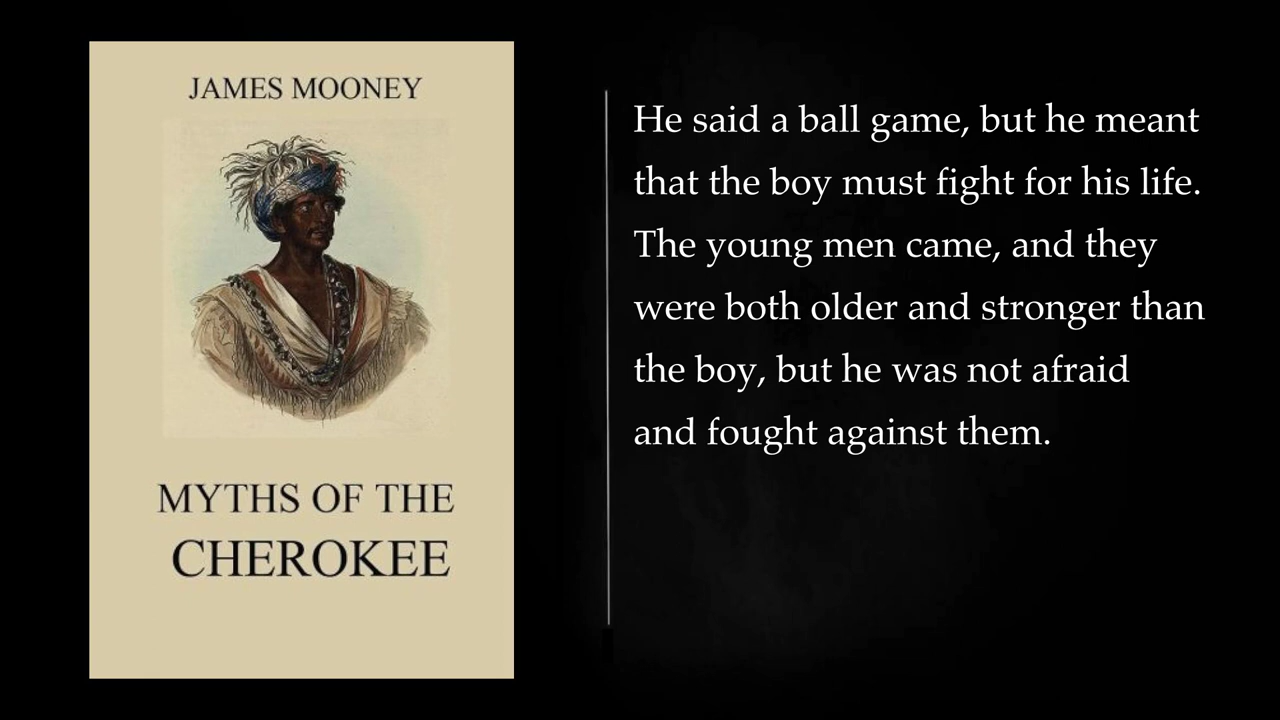 JAMES MOONEY
MYTHS OF THE
CHEROKEE
He said a ball game, but he meant
that the boy must fight for his life.
The young men came, and they
were both older and stronger than
the boy, but he was not afraid
and fought against them.